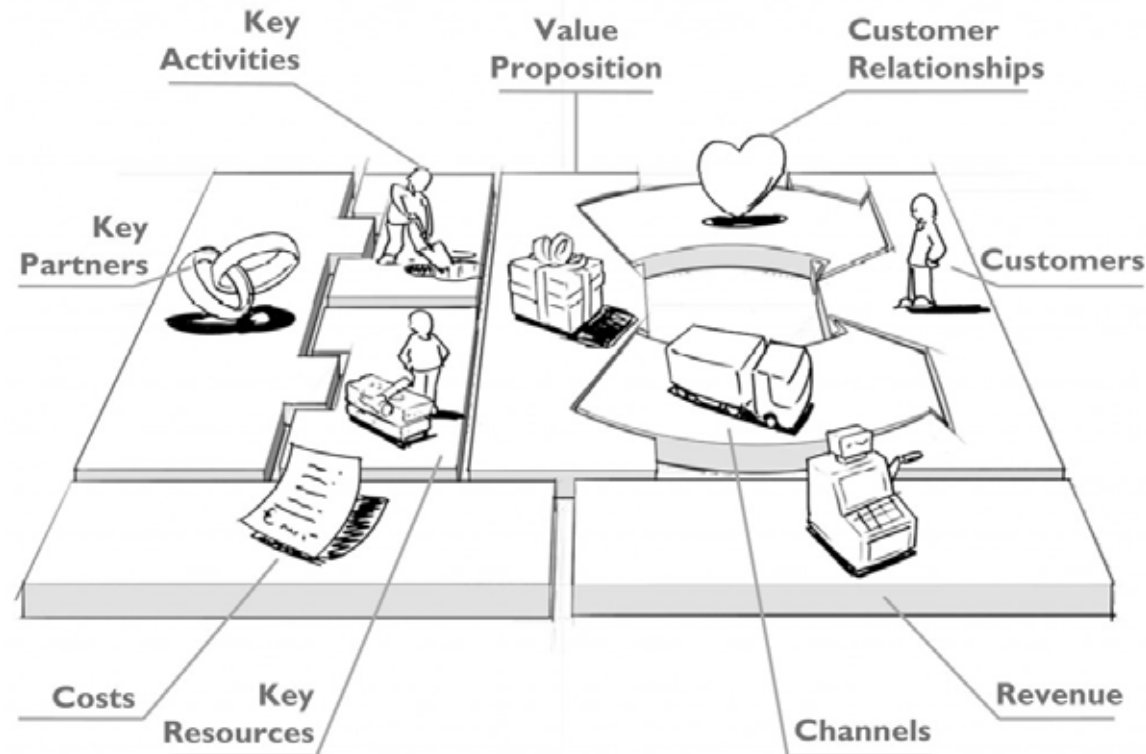 Key
Activities
Value
Proposition
Customer
Relationships
Key
Partners
Customers
Costs
Key
Resources
Channels
Revenue